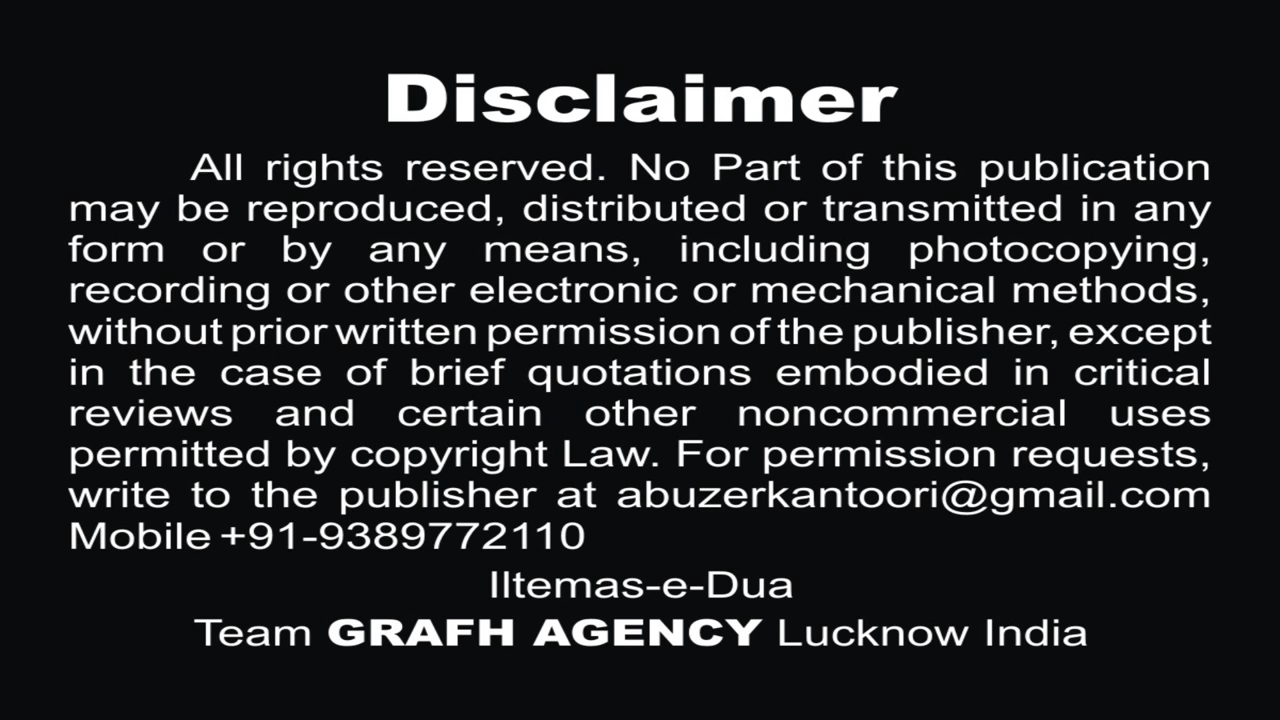 Disclaimer
All rights reserved. No Part of this publication
may be reproduced, distributed or transmitted in any
form or by any means, including photocopying,
recording or other electronic or mechanical methods,
without prior written permission of the publisher, except
in the case of brief quotations embodied in critical
reviews and certain other noncommercial uses
permitted by copyright Law. For permission requests,
write to the publisher at abuzerkantoori@gmail.com
Mobile +91-9389772110
IItemas-e-Dua
Team GRAFH AGENCY Lucknow India